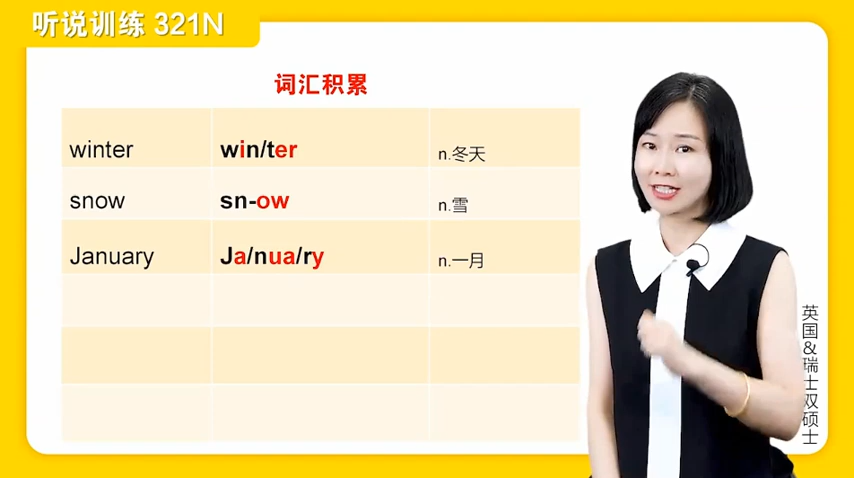 听说训练 321N
词汇积累
winter win/ter n.冬天
snow sn-ow n.雪
January Ja/nua/ry n.一月
英国&瑞士双硕士